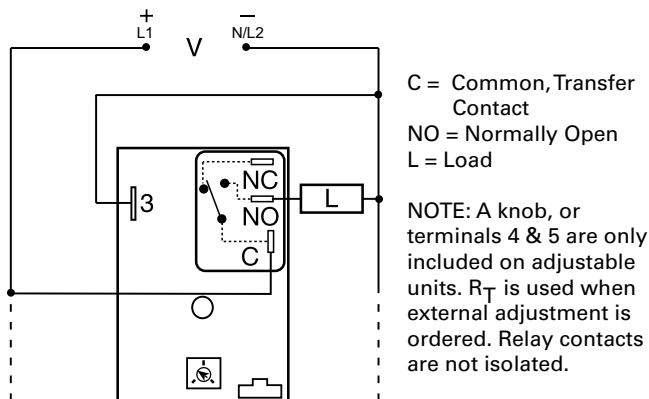 +
−
L1
N/L2
V
C = Common, Transfer
Contact
NO = Normally Open
L = Load
NC
3
NO
L
C
NOTE: A knob, or
terminals 4 & 5 are only
included on adjustable
units. RT is used when
external adjustment is
ordered. Relay contacts
are not isolated.